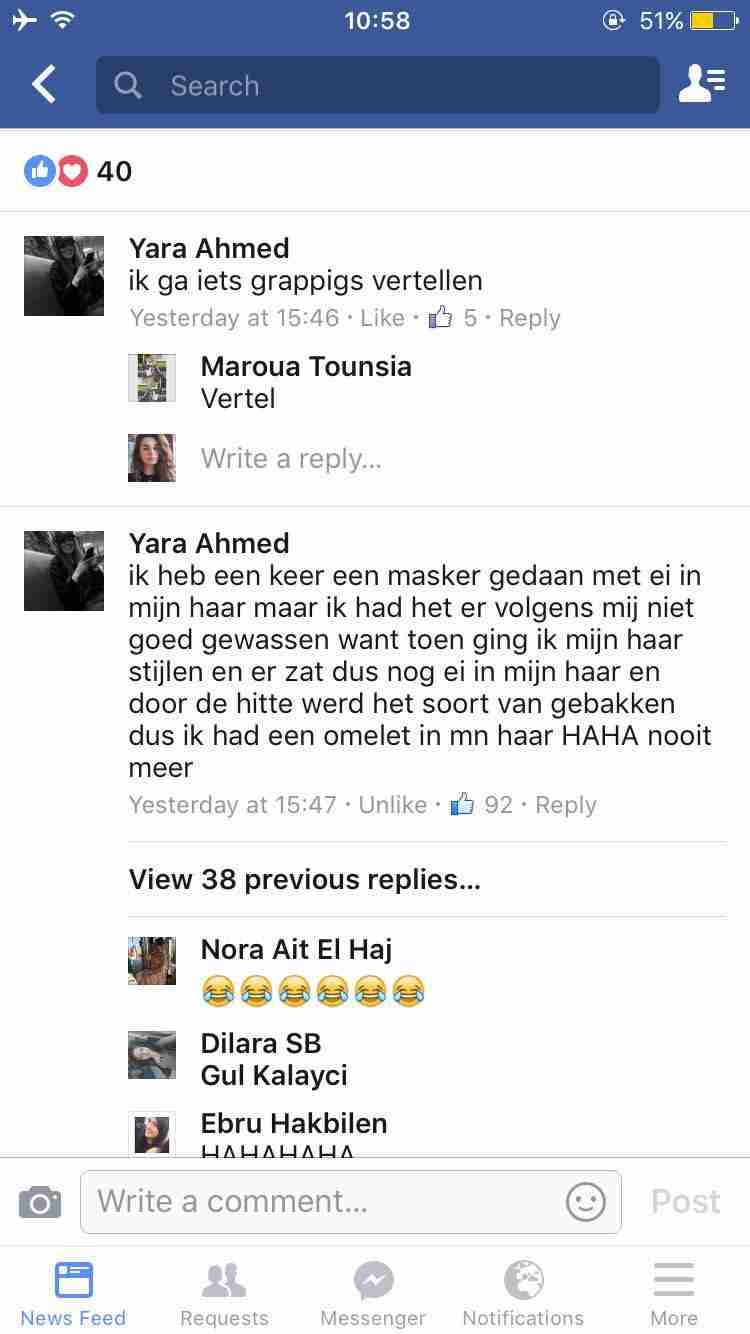 10:58
51%
Search
40
Yara Ahmed
ik ga iets grappigs vertellen
Yesterday at 15:46 · Like · 5 · Reply
Maroua Tounsia
Vertel
Write a reply...
Yara Ahmed
ik heb een keer een masker gedaan met ei in
mijn haar maar ik had het er volgens mij niet
goed gewassen want toen ging ik mijn haar
stijlen en er zat dus nog ei in mijn haar en
door de hitte werd het soort van gebakken
dus ik had een omelet in mn haar HAHA nooit
meer
Yesterday at 15:47 · Unlike · 92 · Reply
View 38 previous replies...
Nora Ait El Haj
😂😂😂😂😂😂
Dilara SB
Gul Kalayci
Ebru Hakbilen
HAHAHAHA
Write a comment...
Post
News Feed
Requests
Messenger
Notifications
More